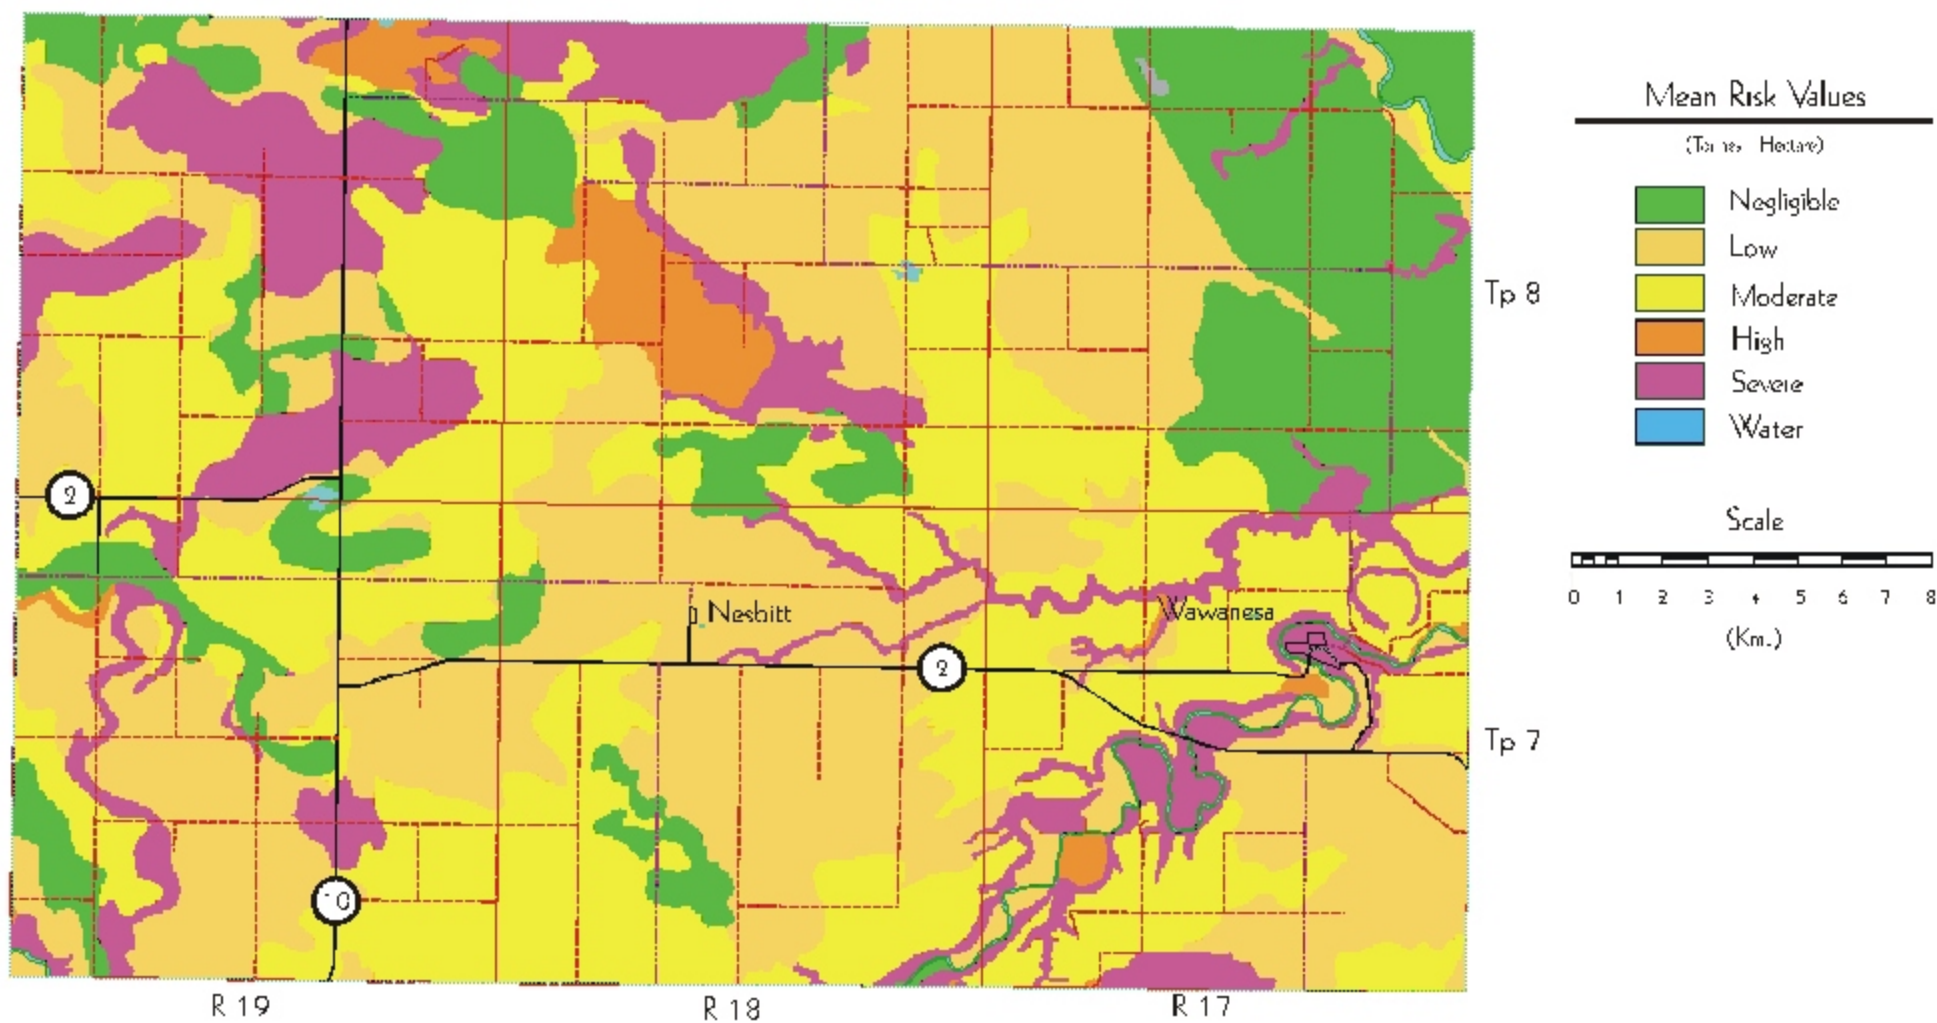 Mean Risk Values
Negligible
Low
Moderate
High
Severe
Water
Scale
0 1 2 3 4 5 6 7 8
(Km.)
Tp 8
Tp 7
2
Nesbitt
Wawanesa
2
R 19
R 18
R 17